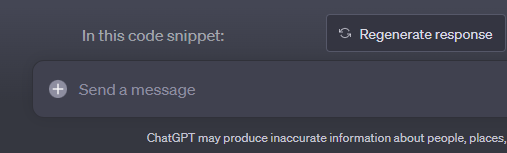 In this code snippet:
Regenerate response
Send a message
ChatGPT may produce inaccurate information about people, places,